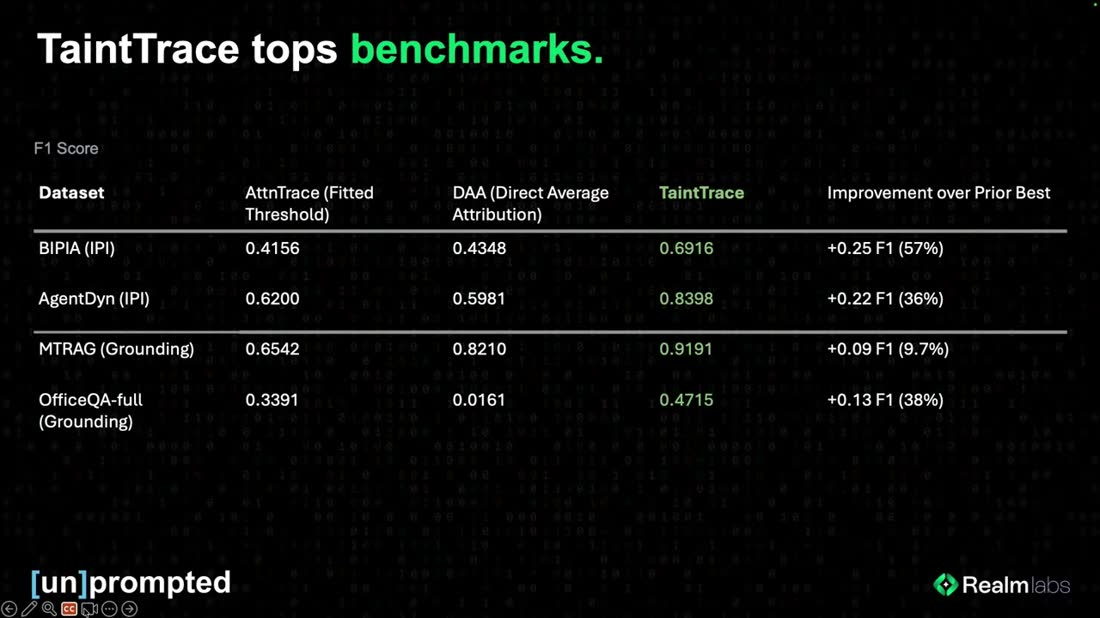 TaintTrace tops benchmarks.
F1 Score
Dataset
AttnTrace (Fitted
Threshold)
DAA (Direct Average
Attribution)
TaintTrace
Improvement over Prior Best
BIPIA (IPI)
0.4156
0.4348
0.6916
+0.25 F1 (57%)
AgentDyn (IPI)
0.6200
0.5981
0.8398
+0.22 F1 (36%)
MTRAG (Grounding)
0.6542
0.8210
0.9191
+0.09 F1 (9.7%)
OfficeQA-full
(Grounding)
0.3391
0.0161
0.4715
+0.13 F1 (38%)
[un]prompted
Realmlabs
CC